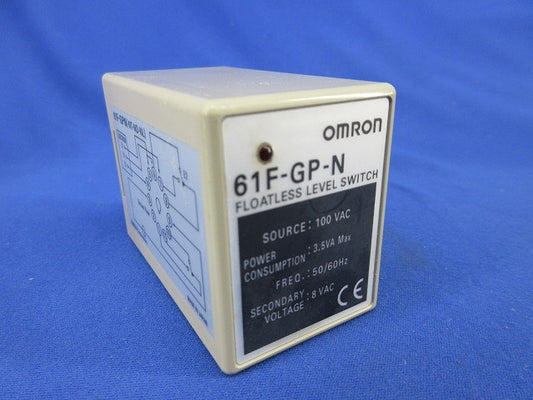 OMRON
61F-GP-N
FLOATLESS LEVEL SWITCH
SOURCE: 100 VAC
POWER
CONSUMPTION: 3.5VA Max
FREQ.: 50/60Hz
SECONDARY
VOLTAGE: 8 VAC
CE